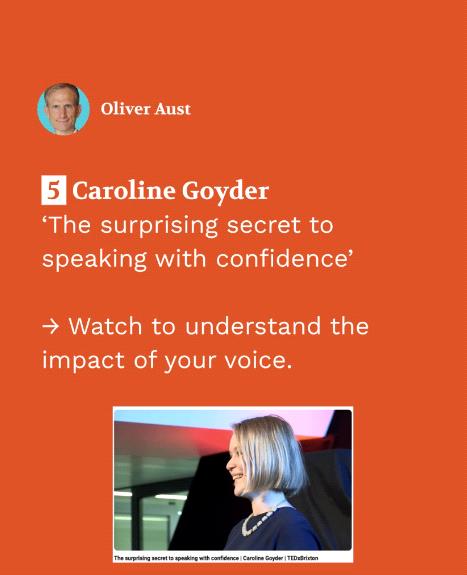 Oliver Aust
5 Caroline Goyder
‘The surprising secret to
speaking with confidence’
→ Watch to understand the
impact of your voice.
The surprising secret to speaking with confidence | Caroline Goyder | TEDxBrixton